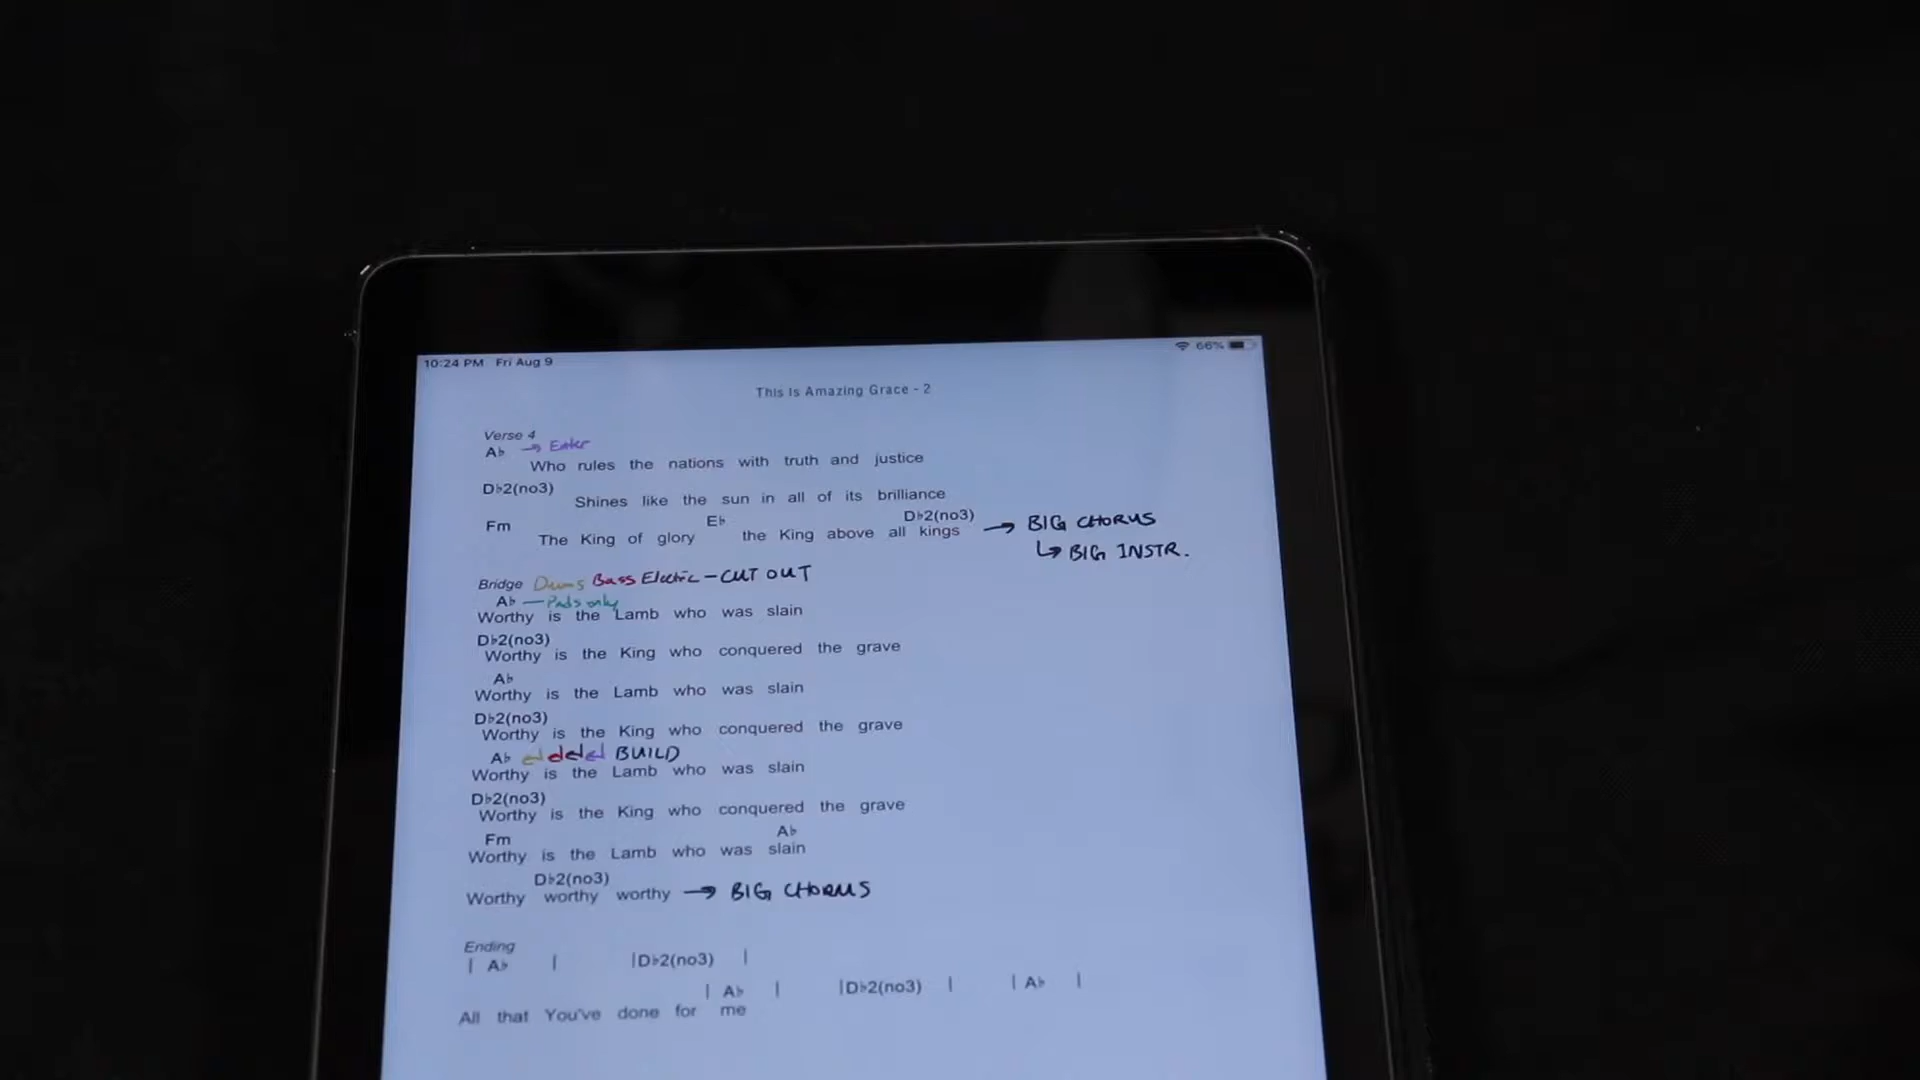 10:24 PM Fri Aug 9 66%
This Is Amazing Grace - 2
Verse 4
A♭ → Enter
Who rules the nations with truth and justice
D♭2(no3)
Shines like the sun in all of its brilliance
Fm E♭ D♭2(no3)
The King of glory the King above all kings → BIG CHORUS
↳ BIG INSTR.
Bridge Drums Bass Electric - CUT OUT
A♭ — Pads only
Worthy is the Lamb who was slain
D♭2(no3)
Worthy is the King who conquered the grave
A♭
Worthy is the Lamb who was slain
D♭2(no3)
Worthy is the King who conquered the grave
A♭ BUILD
Worthy is the Lamb who was slain
D♭2(no3)
Worthy is the King who conquered the grave
Fm A♭
Worthy is the Lamb who was slain
D♭2(no3)
Worthy worthy worthy → BIG CHORUS
Ending
| A♭ | |D♭2(no3) |
| A♭ | |D♭2(no3) | | A♭ |
All that You've done for me